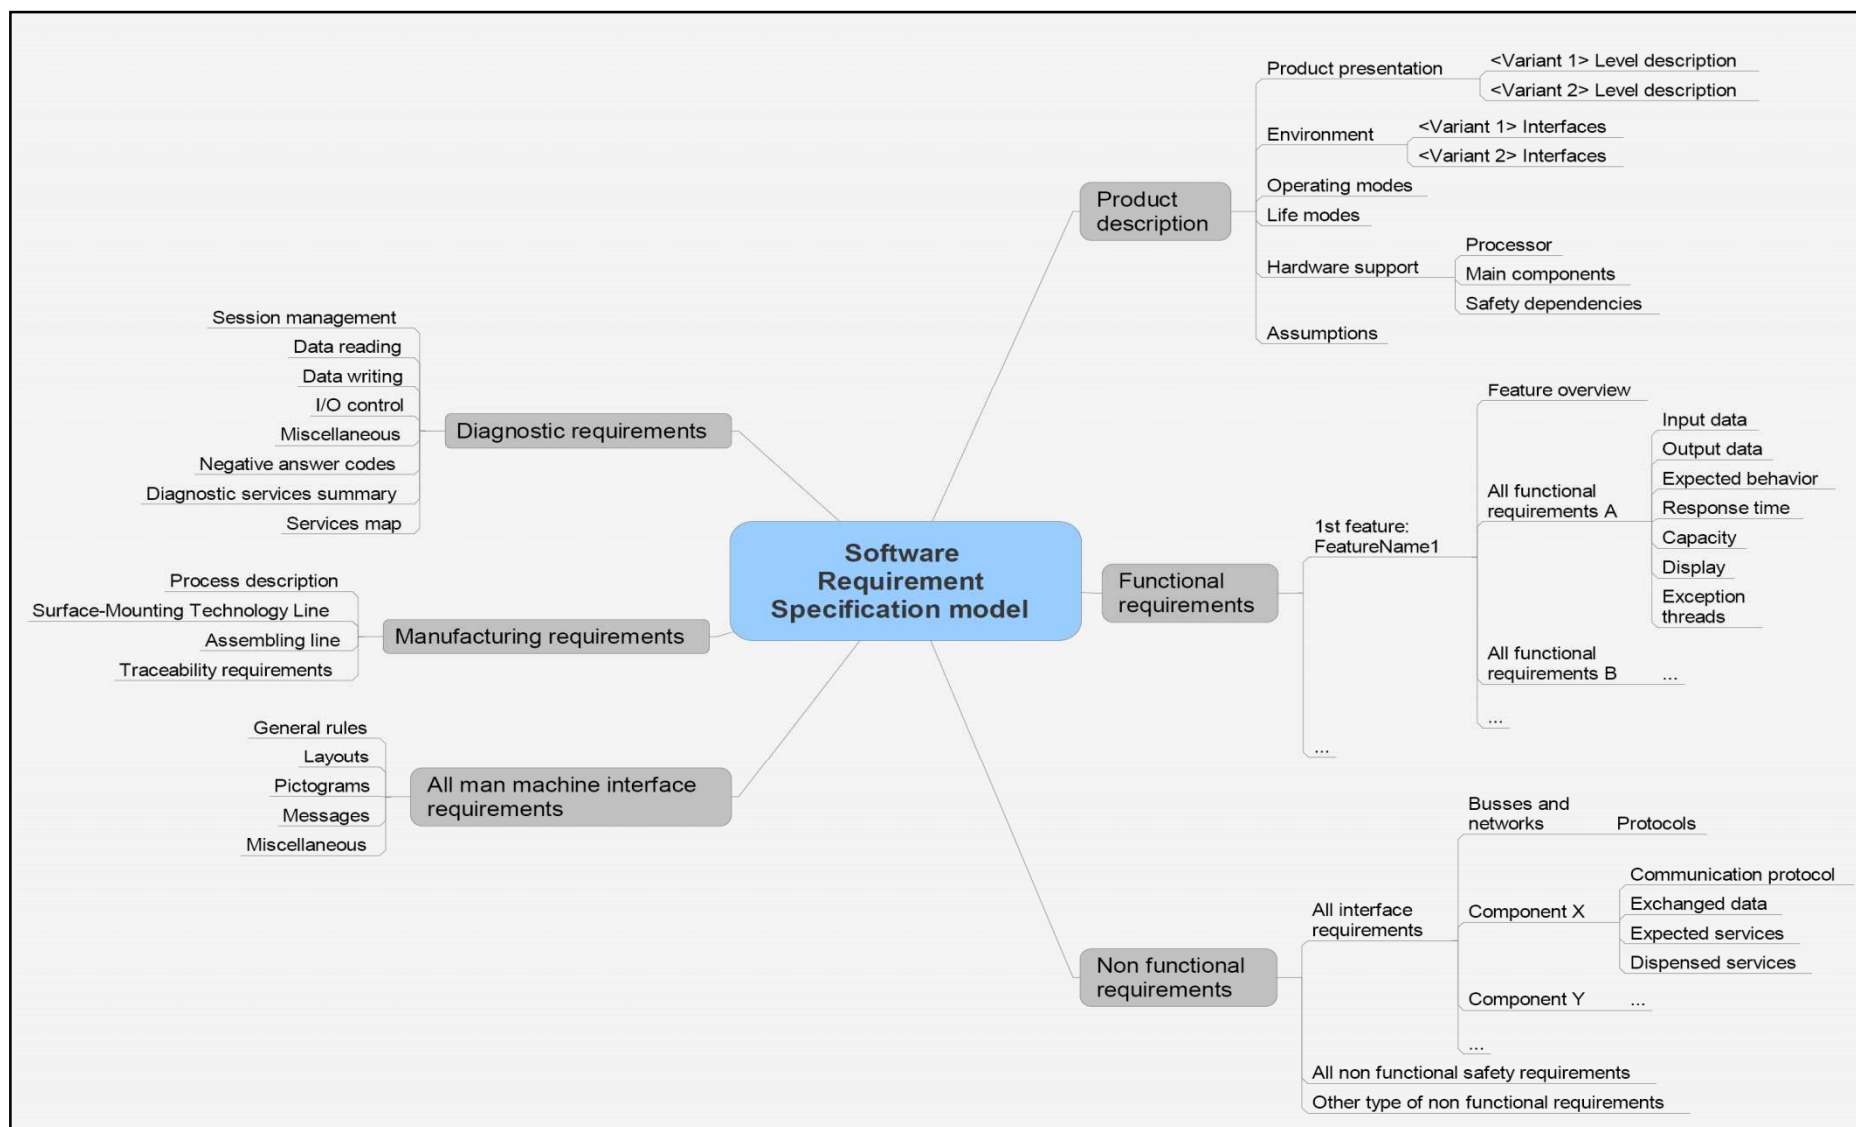 Software
Requirement
Specification model
Product
description
Product presentation
<Variant 1> Level description
<Variant 2> Level description
Environment
<Variant 1> Interfaces
<Variant 2> Interfaces
Operating modes
Life modes
Hardware support
Processor
Main components
Safety dependencies
Assumptions
Functional
requirements
1st feature:
FeatureName1
Feature overview
All functional
requirements A
Input data
Output data
Expected behavior
Response time
Capacity
Display
Exception
threads
All functional
requirements B
...
...
...
Non functional
requirements
All interface
requirements
Busses and
networks
Protocols
Component X
Communication protocol
Exchanged data
Expected services
Dispensed services
Component Y
...
...
All non functional safety requirements
Other type of non functional requirements
Diagnostic requirements
Session management
Data reading
Data writing
I/O control
Miscellaneous
Negative answer codes
Diagnostic services summary
Services map
Manufacturing requirements
Process description
Surface-Mounting Technology Line
Assembling line
Traceability requirements
All man machine interface
requirements
General rules
Layouts
Pictograms
Messages
Miscellaneous